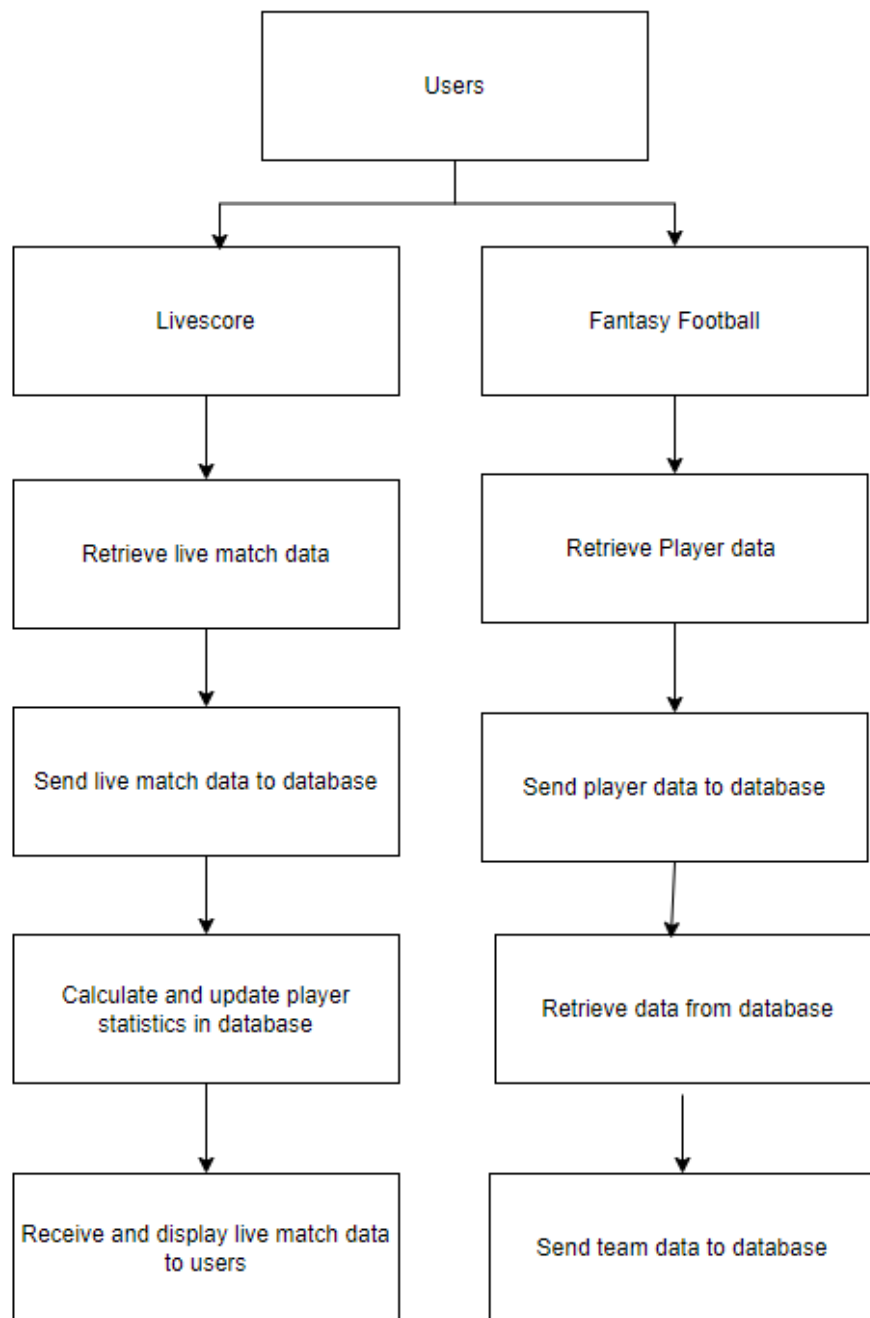 Users
Livescore
Fantasy Football
Retrieve live match data
Retrieve Player data
Send live match data to database
Send player data to database
Calculate and update player
statistics in database
Retrieve data from database
Receive and display live match data
to users
Send team data to database